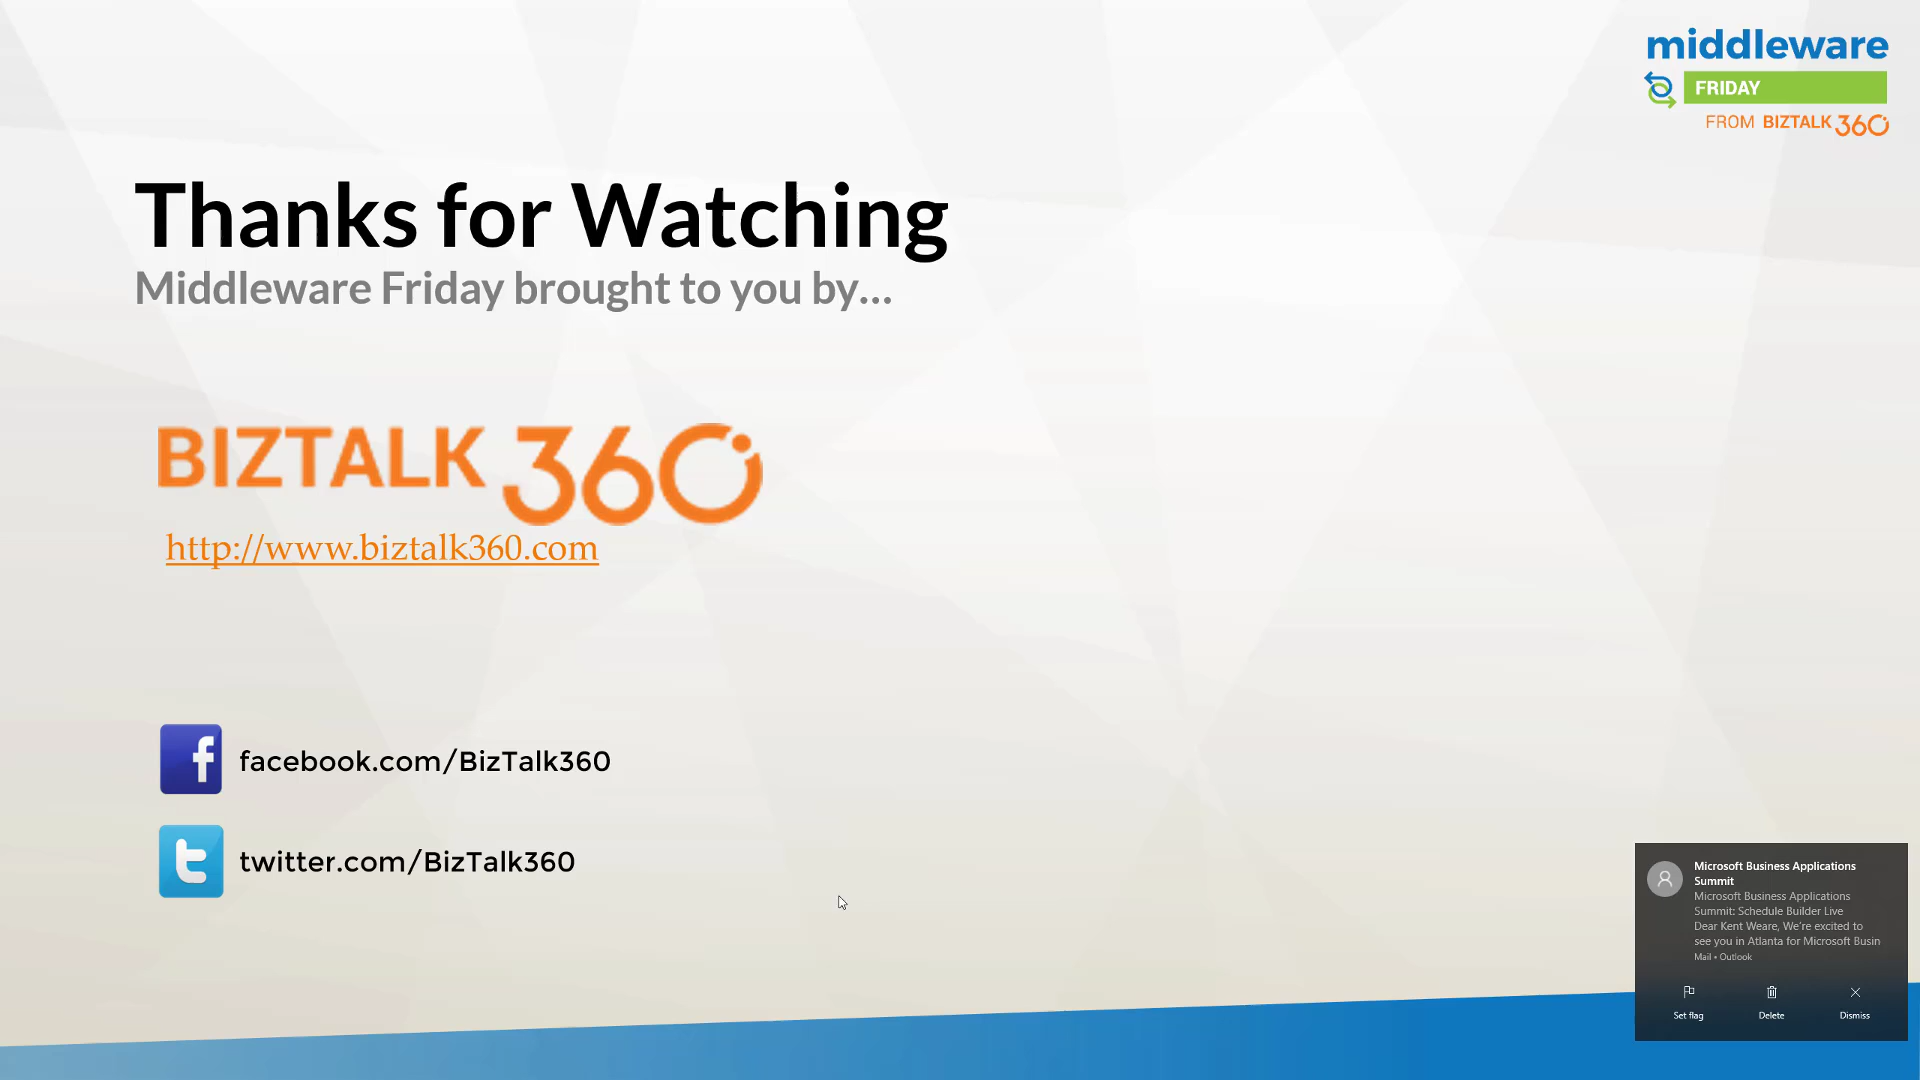 middleware
FRIDAY
FROM BIZTALK 360
Thanks for Watching
Middleware Friday brought to you by...
BIZTALK 360
http://www.biztalk360.com
facebook.com/BizTalk360
twitter.com/BizTalk360
Microsoft Business Applications
Summit
Microsoft Business Applications
Summit: Schedule Builder Live
Dear Kent Weare, We're excited to
see you in Atlanta for Microsoft Busin
Mail • Outlook
Set flag
Delete
Dismiss